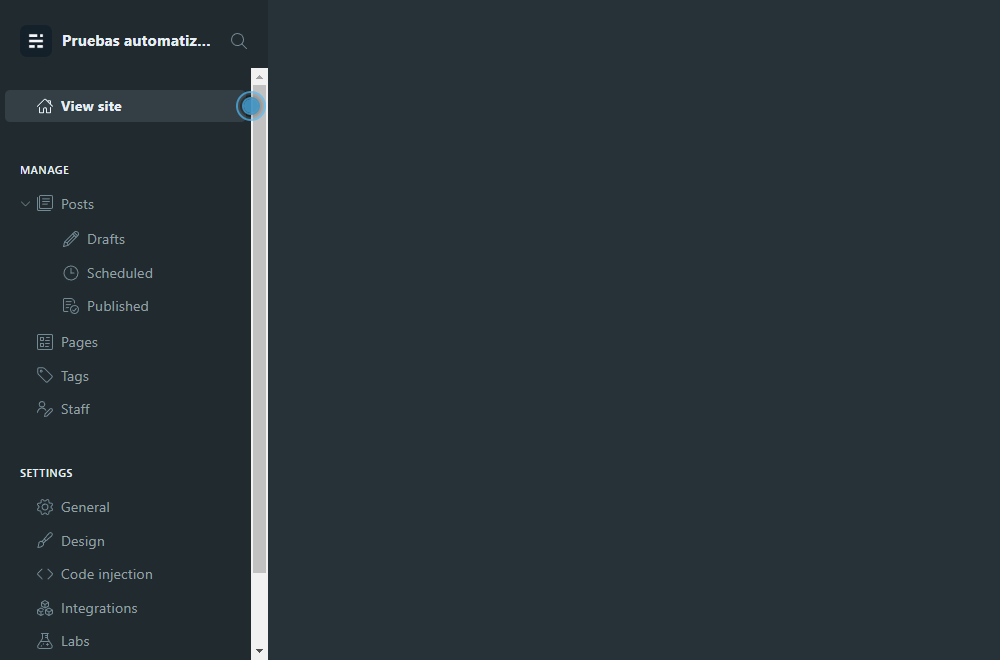 Pruebas automatiz...
View site
MANAGE
Posts
Drafts
Scheduled
Published
Pages
Tags
Staff
SETTINGS
General
Design
Code injection
Integrations
Labs